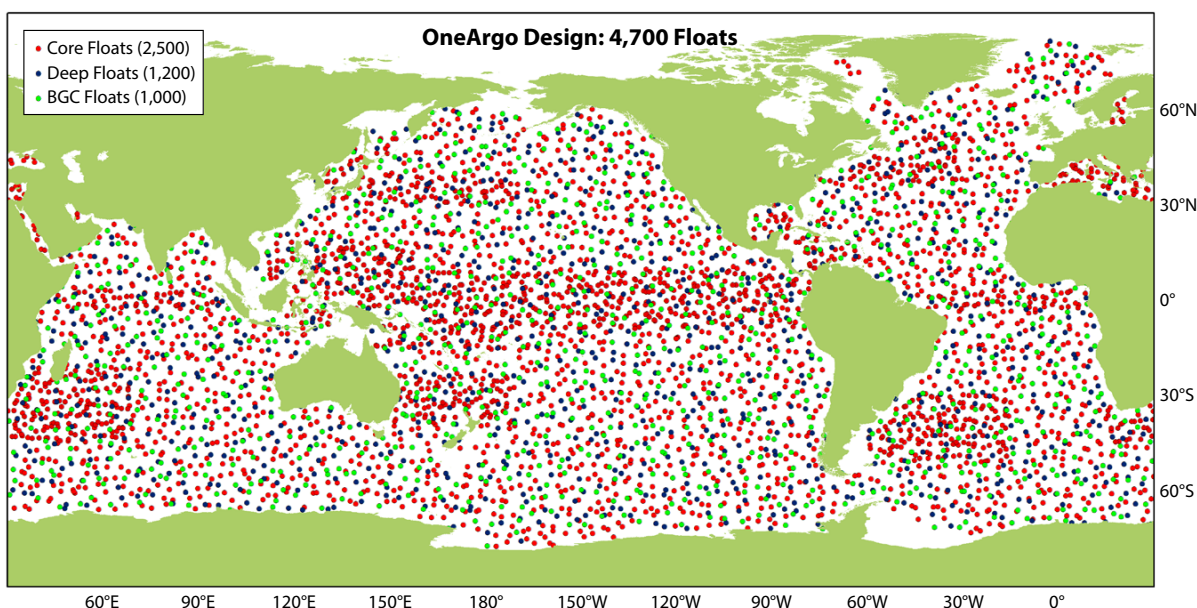 OneArgo Design: 4,700 Floats
Core Floats (2,500)
Deep Floats (1,200)
BGC Floats (1,000)
60°N
30°N
0°
30°S
60°S
60°E 90°E 120°E 150°E 180° 150°W 120°W 90°W 60°W 30°W 0°